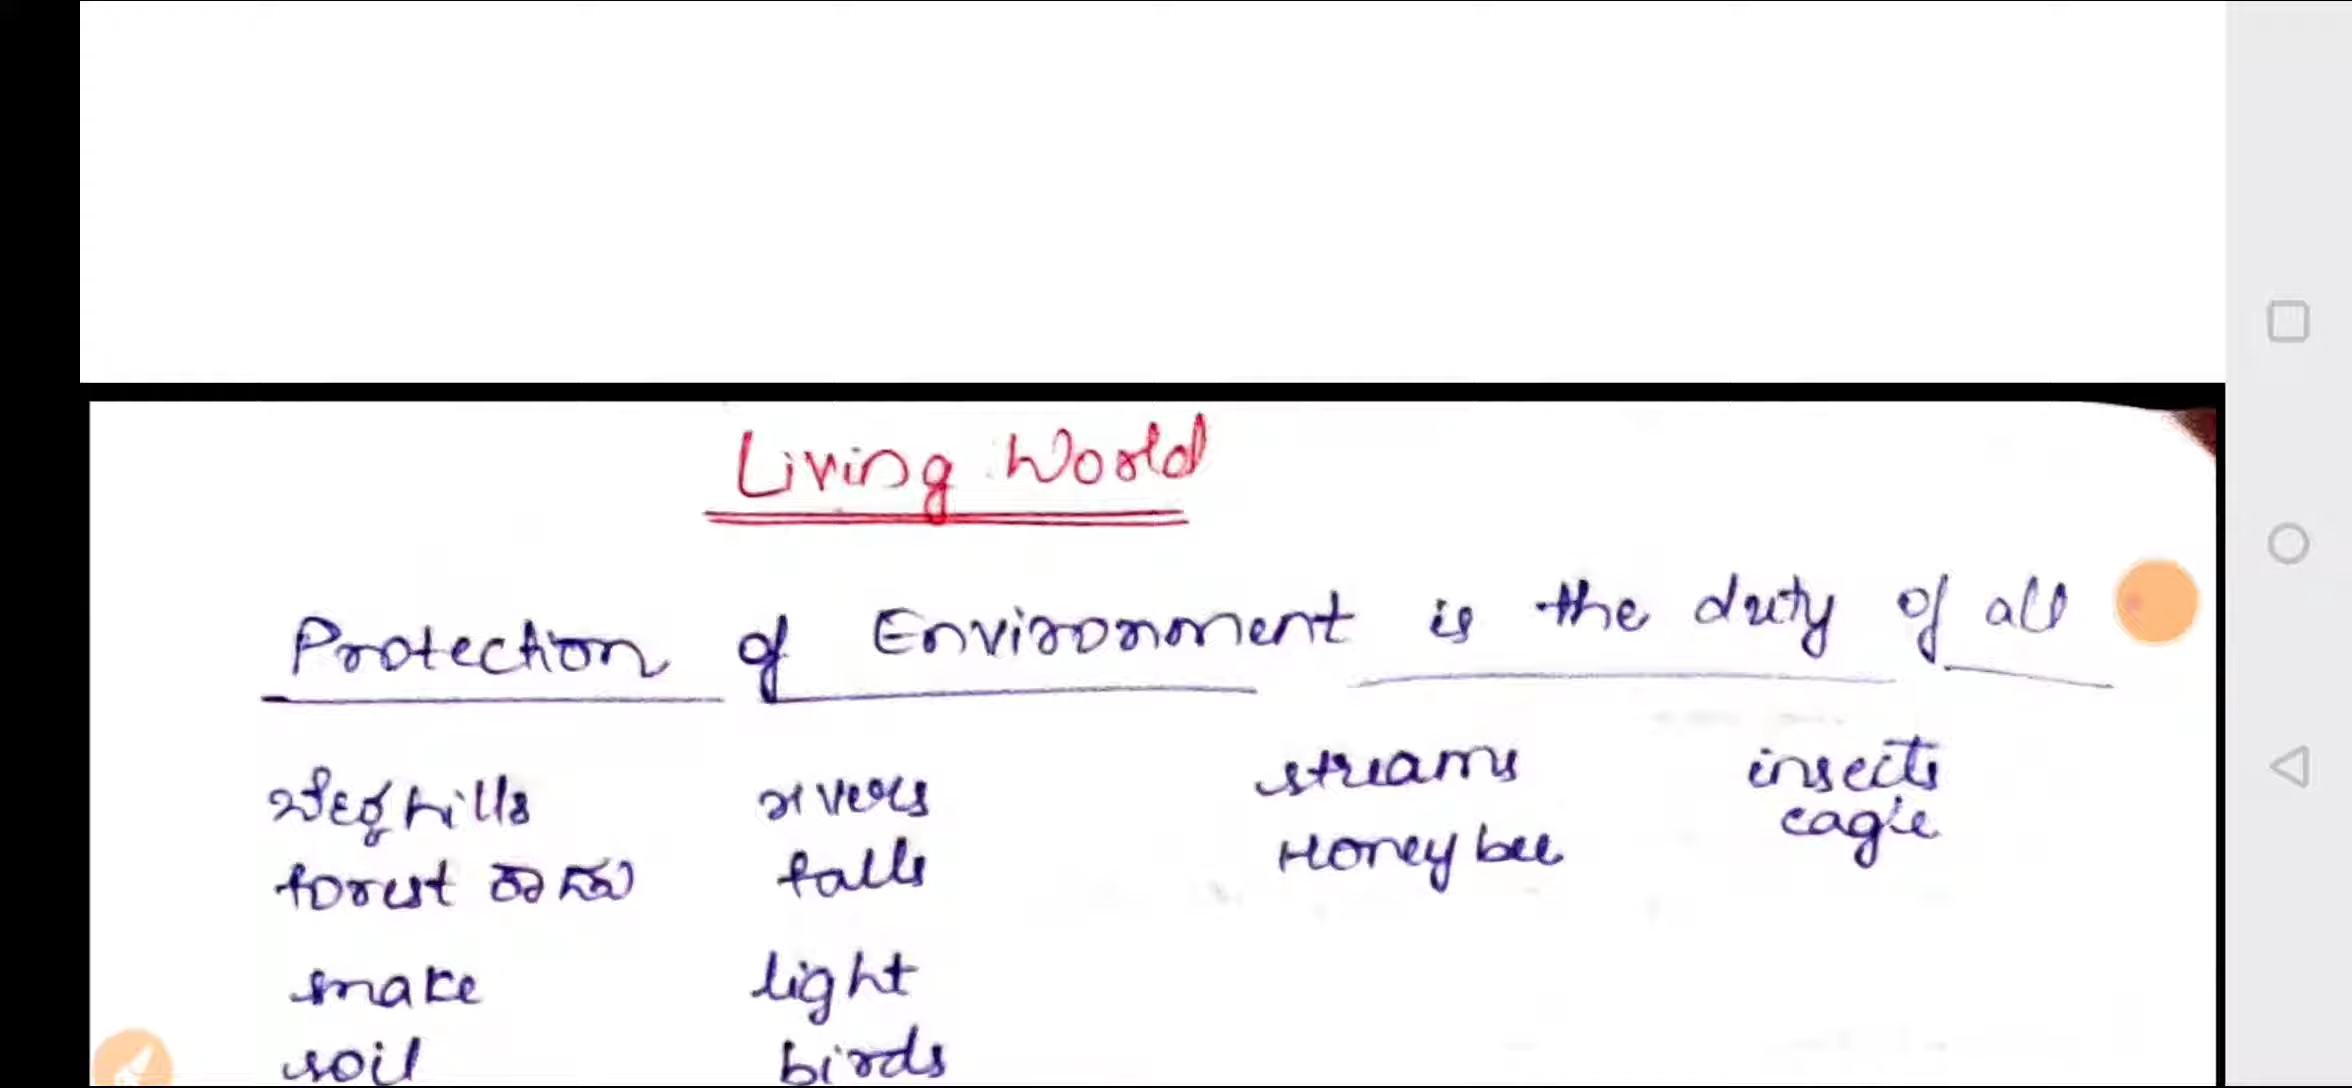 Living World
Protection of Environment is the duty of all
hills rivers streams insects
eagle
forest ಕಾಡು falls Honey bee
snake light
soil birds